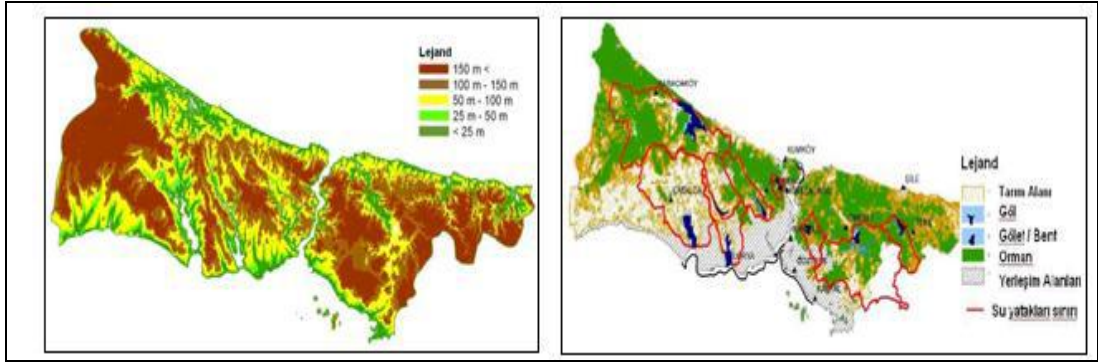 Lejand
150 m <
100 m - 150 m
50 m - 100 m
25 m - 50 m
< 25 m
KUMKÖY
ŞİLE
ÇATALCA
Lejand
Tarım Alanı
Göl
Gölet / Bent
Orman
Yerleşim Alanları
Su yatakları sınırı